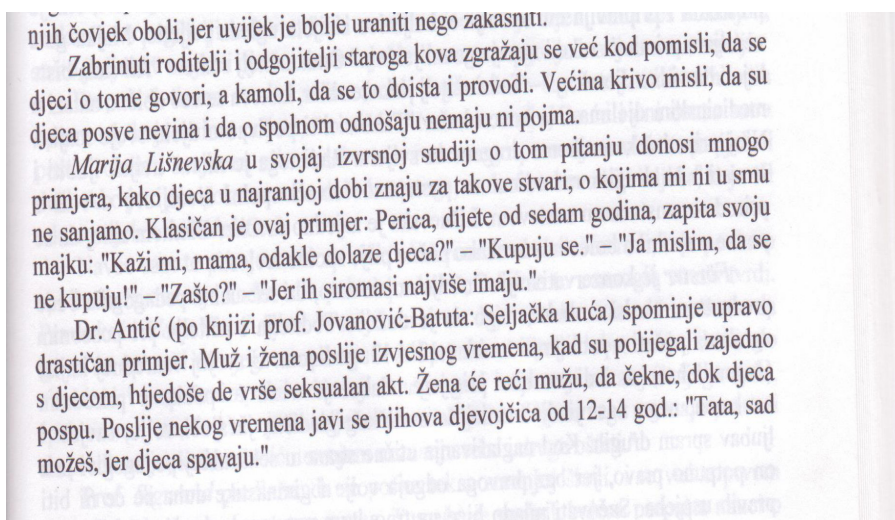 njih čovjek oboli, jer uvijek je bolje uraniti nego zakasniti.
Zabrinuti roditelji i odgojitelji staroga kova zgražaju se već kod pomisli, da se
djeci o tome govori, a kamoli, da se to doista i provodi. Većina krivo misli, da su
djeca posve nevina i da o spolnom odnošaju nemaju ni pojma.
Marija Lišnevska u svojaj izvrsnoj studiji o tom pitanju donosi mnogo
primjera, kako djeca u najranijoj dobi znaju za takove stvari, o kojima mi ni u smu
ne sanjamo. Klasičan je ovaj primjer: Perica, dijete od sedam godina, zapita svoju
majku: "Kaži mi, mama, odakle dolaze djeca?" – "Kupuju se." – "Ja mislim, da se
ne kupuju!" – "Zašto?" – "Jer ih siromasi najviše imaju."
Dr. Antić (po knjizi prof. Jovanović-Batuta: Seljačka kuća) spominje upravo
drastičan primjer. Muž i žena poslije izvjesnog vremena, kad su polijegali zajedno
s djecom, htjedoše de vrše seksualan akt. Žena će reći mužu, da čekne, dok dječa
pospu. Poslije nekog vremena javi se njihova djevojčica od 12-14 god.: "Tata, sad
možeš, jer djeca spavaju."